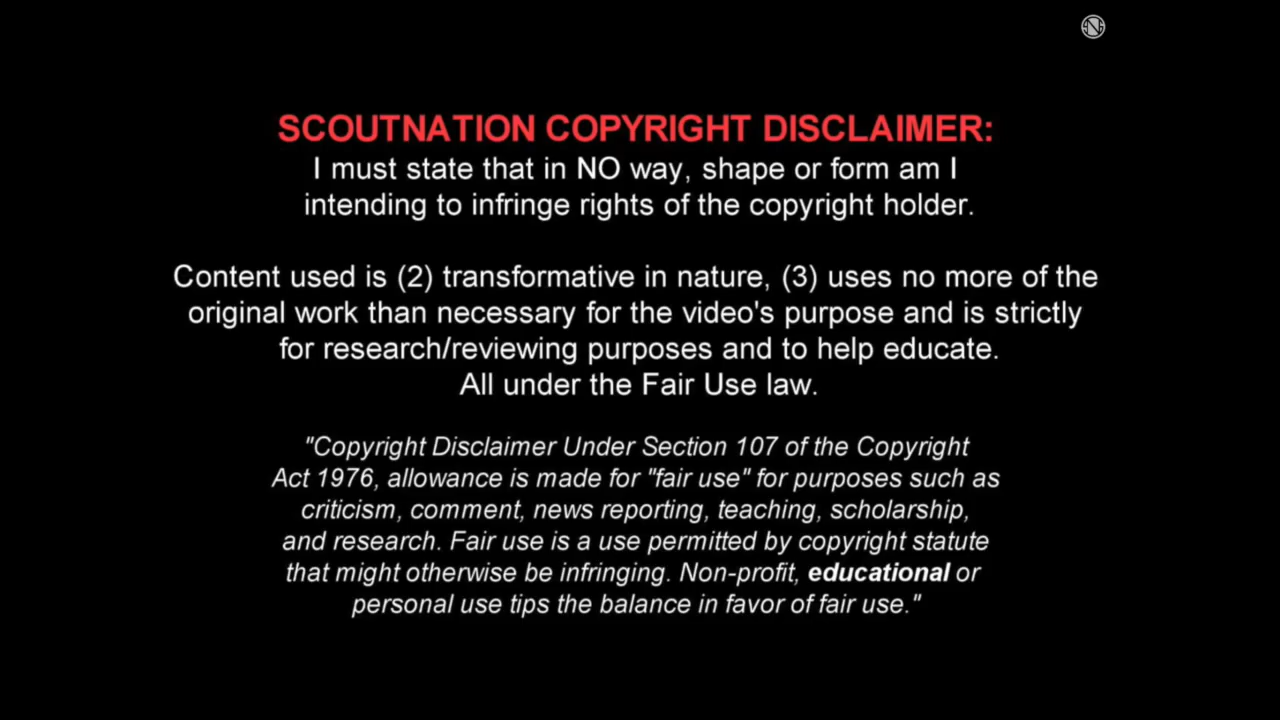 SCOUTNATION COPYRIGHT DISCLAIMER:
I must state that in NO way, shape or form am I
intending to infringe rights of the copyright holder.
Content used is (2) transformative in nature, (3) uses no more of the
original work than necessary for the video's purpose and is strictly
for research/reviewing purposes and to help educate.
All under the Fair Use law.
"Copyright Disclaimer Under Section 107 of the Copyright
Act 1976, allowance is made for "fair use" for purposes such as
criticism, comment, news reporting, teaching, scholarship,
and research. Fair use is a use permitted by copyright statute
that might otherwise be infringing. Non-profit, educational or
personal use tips the balance in favor of fair use."